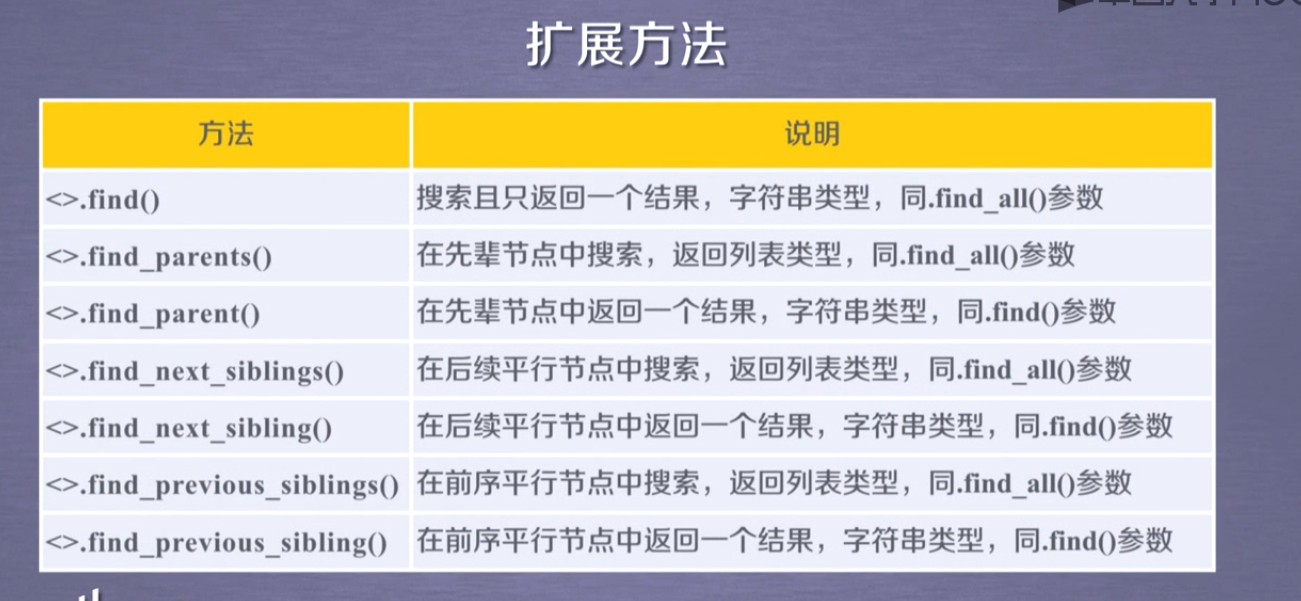 扩展方法
方法 说明
<>.find() 搜索且只返回一个结果，字符串类型，同.find_all()参数
<>.find_parents() 在先辈节点中搜索，返回列表类型，同.find_all()参数
<>.find_parent() 在先辈节点中返回一个结果，字符串类型，同.find()参数
<>.find_next_siblings() 在后续平行节点中搜索，返回列表类型，同.find_all()参数
<>.find_next_sibling() 在后续平行节点中返回一个结果，字符串类型，同.find()参数
<>.find_previous_siblings() 在前序平行节点中搜索，返回列表类型，同.find_all()参数
<>.find_previous_sibling() 在前序平行节点中返回一个结果，字符串类型，同.find()参数